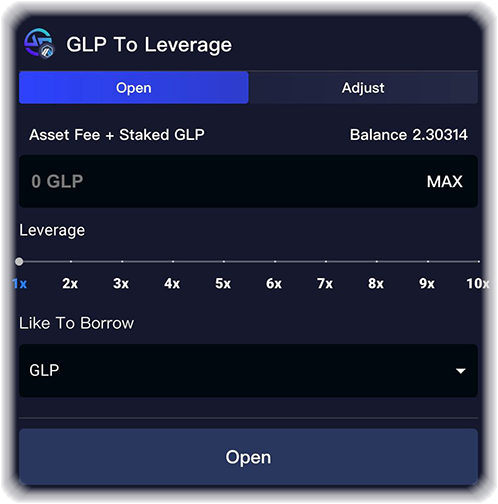 GLP To Leverage
Open Adjust
Asset Fee + Staked GLP Balance 2.30314
0 GLP MAX
Leverage
1x 2x 3x 4x 5x 6x 7x 8x 9x 10x
Like To Borrow
GLP
Open